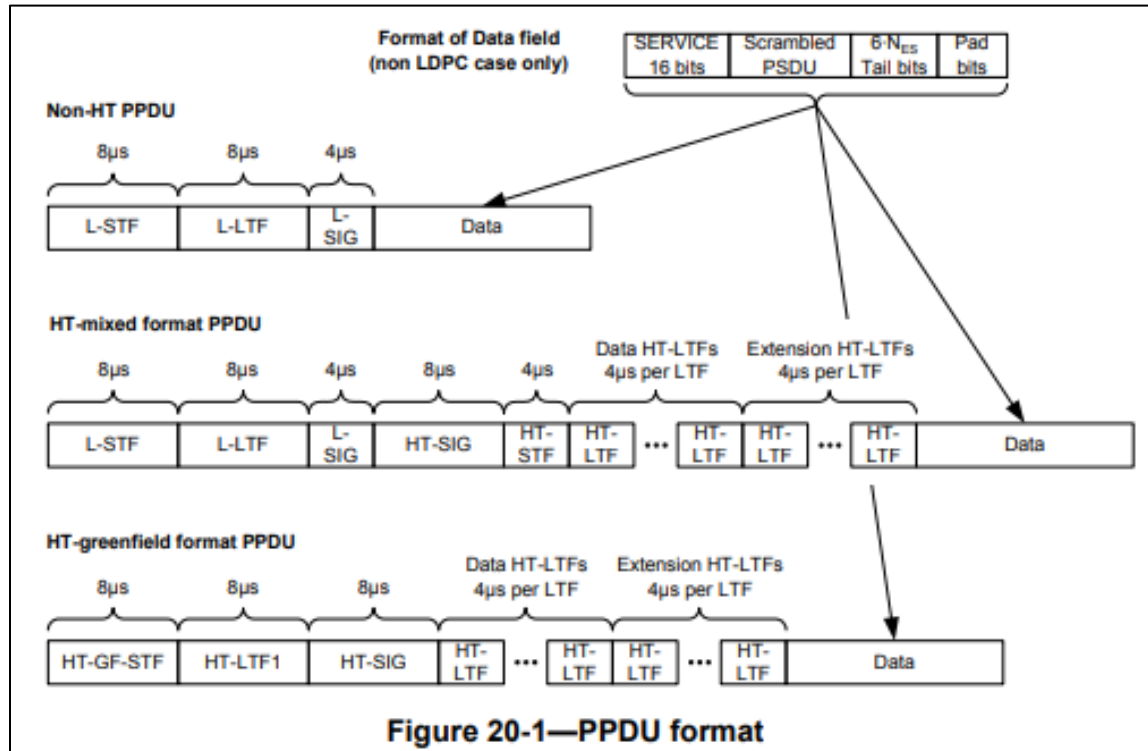 Format of Data field
(non LDPC case only)
SERVICE
16 bits
Scrambled
PSDU
6·N_ES
Tail bits
Pad
bits
Non-HT PPDU
8µs 8µs 4µs
L-STF L-LTF L-
SIG Data
HT-mixed format PPDU
Data HT-LTFs
4µs per LTF
Extension HT-LTFs
4µs per LTF
8µs 8µs 4µs 8µs 4µs
L-STF L-LTF L-
SIG HT-SIG HT-
STF HT-
LTF ••• HT-
LTF HT-
LTF ••• HT-
LTF Data
HT-greenfield format PPDU
Data HT-LTFs
4µs per LTF
Extension HT-LTFs
4µs per LTF
8µs 8µs 8µs
HT-GF-STF HT-LTF1 HT-SIG HT-
LTF ••• HT-
LTF HT-
LTF ••• HT-
LTF Data
Figure 20-1—PPDU format